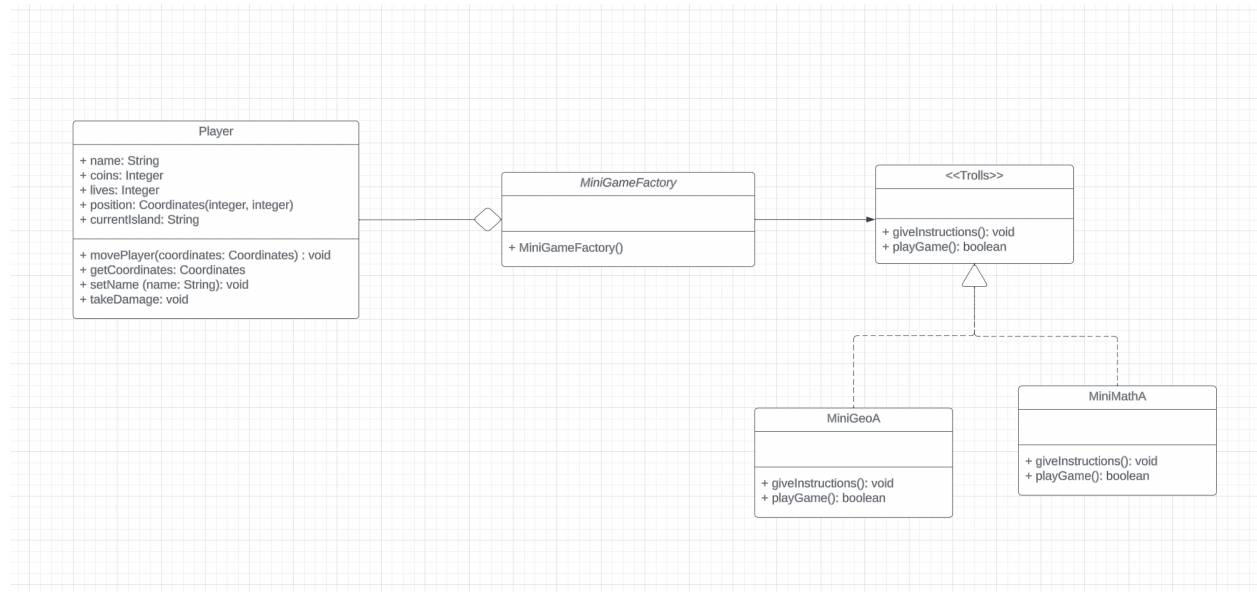 Player
+ name: String
+ coins: Integer
+ lives: Integer
+ position: Coordinates(integer, integer)
+ currentIsland: String
+ movePlayer(coordinates: Coordinates) : void
+ getCoordinates: Coordinates
+ setName (name: String): void
+ takeDamage: void
MiniGameFactory
+ MiniGameFactory()
<<Trolls>>
+ giveInstructions(): void
+ playGame(): boolean
MiniGeoA
+ giveInstructions(): void
+ playGame(): boolean
MiniMathA
+ giveInstructions(): void
+ playGame(): boolean